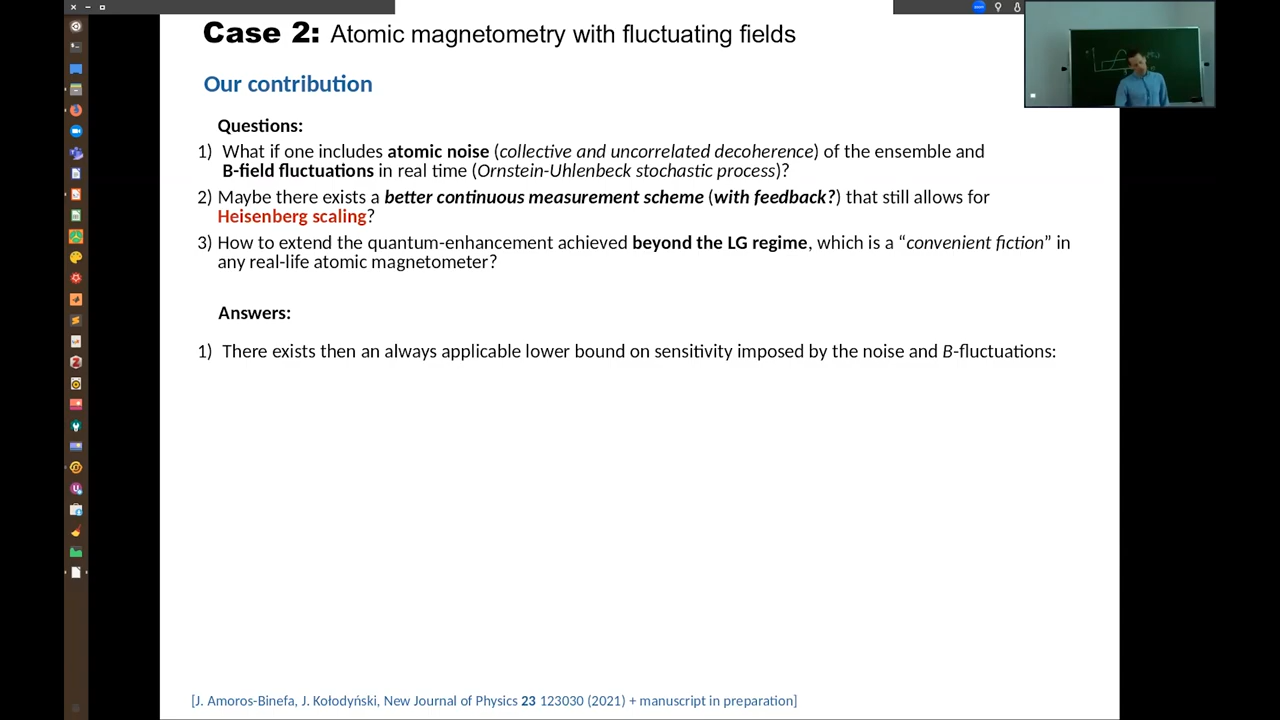 Case 2: Atomic magnetometry with fluctuating fields
Our contribution
Questions:
1) What if one includes atomic noise (collective and uncorrelated decoherence) of the ensemble and
B-field fluctuations in real time (Ornstein-Uhlenbeck stochastic process)?
2) Maybe there exists a better continuous measurement scheme (with feedback?) that still allows for
Heisenberg scaling?
3) How to extend the quantum-enhancement achieved beyond the LG regime, which is a “convenient fiction” in
any real-life atomic magnetometer?
Answers:
1) There exists then an always applicable lower bound on sensitivity imposed by the noise and B-fluctuations:
[J. Amoros-Binefa, J. Kołodyński, New Journal of Physics 23 123030 (2021) + manuscript in preparation]